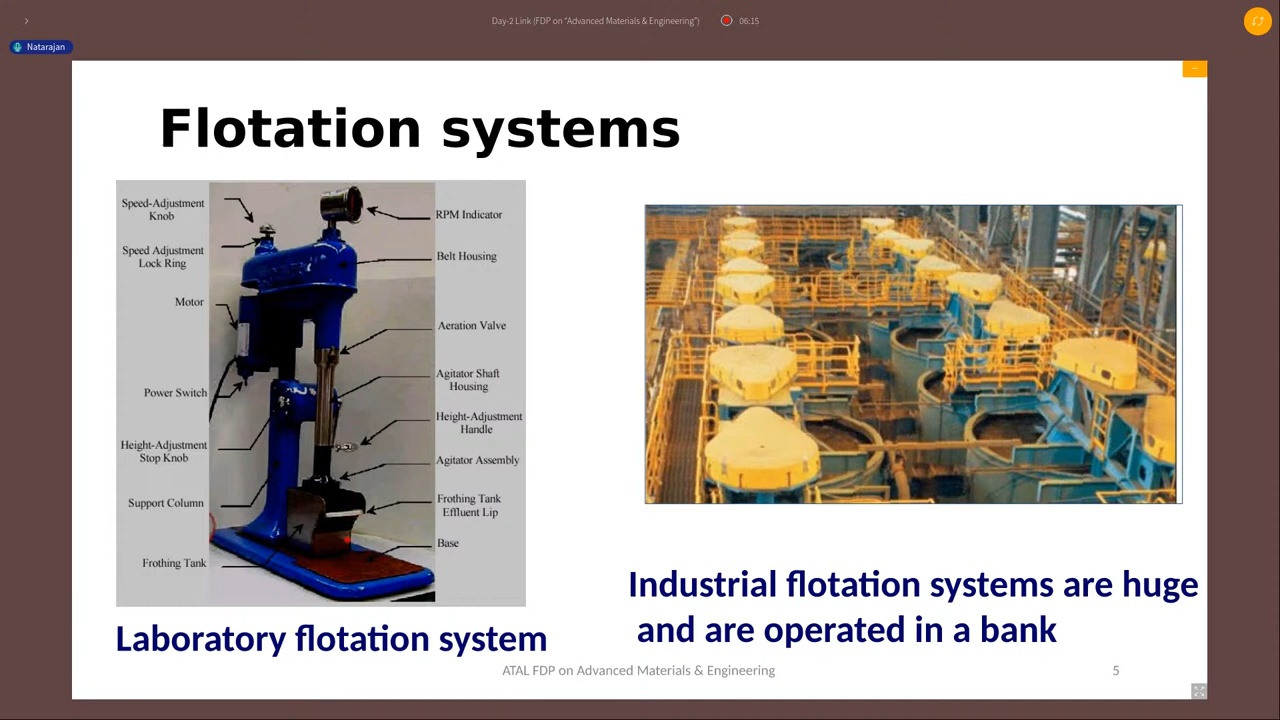 Day-2 Link (FDP on “Advanced Materials & Engineering”)
06:15
Natarajan
Flotation systems
Speed-Adjustment
Knob
Speed Adjustment
Lock Ring
Motor
Power Switch
Height-Adjustment
Stop Knob
Support Column
Frothing Tank
RPM Indicator
Belt Housing
Aeration Valve
Agitator Shaft
Housing
Height-Adjustment
Handle
Agitator Assembly
Frothing Tank
Effluent Lip
Base
Laboratory flotation system
Industrial flotation systems are huge
and are operated in a bank
ATAL FDP on Advanced Materials & Engineering
5